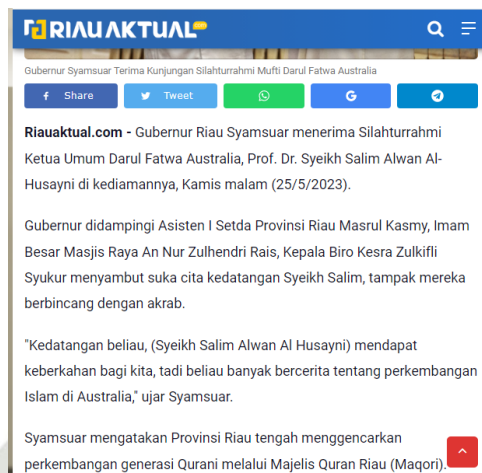 RIAUAKTUAL
Gubernur Syamsuar Terima Kunjungan Silahturrahmi Mufti Darul Fatwa Australia
Share Tweet
Riauaktual.com - Gubernur Riau Syamsuar menerima Silahturrahmi
Ketua Umum Darul Fatwa Australia, Prof. Dr. Syeikh Salim Alwan Al-
Husayni di kediamannya, Kamis malam (25/5/2023).
Gubernur didampingi Asisten I Setda Provinsi Riau Masrul Kasmy, Imam
Besar Masjis Raya An Nur Zulhendri Rais, Kepala Biro Kesra Zulkifli
Syukur menyambut suka cita kedatangan Syeikh Salim, tampak mereka
berbincang dengan akrab.
"Kedatangan beliau, (Syeikh Salim Alwan Al Husayni) mendapat
keberkahan bagi kita, tadi beliau banyak bercerita tentang perkembangan
Islam di Australia," ujar Syamsuar.
Syamsuar mengatakan Provinsi Riau tengah menggencarkan
perkembangan generasi Qurani melalui Majelis Quran Riau (Maqori).